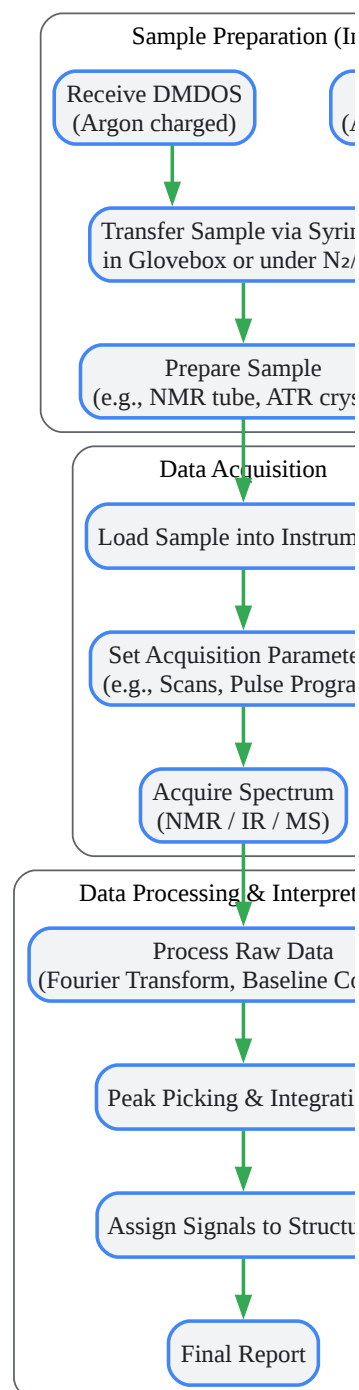 Sample Preparation (In
Receive DMDOS
(Argon charged)
(A
Transfer Sample via Syrin
in Glovebox or under N₂/
Prepare Sample
(e.g., NMR tube, ATR crys
Data Acquisition
Load Sample into Instrum
Set Acquisition Paramete
(e.g., Scans, Pulse Progra
Acquire Spectrum
(NMR / IR / MS)
Data Processing & Interpret
Process Raw Data
(Fourier Transform, Baseline Co
Peak Picking & Integrati
Assign Signals to Structu
Final Report